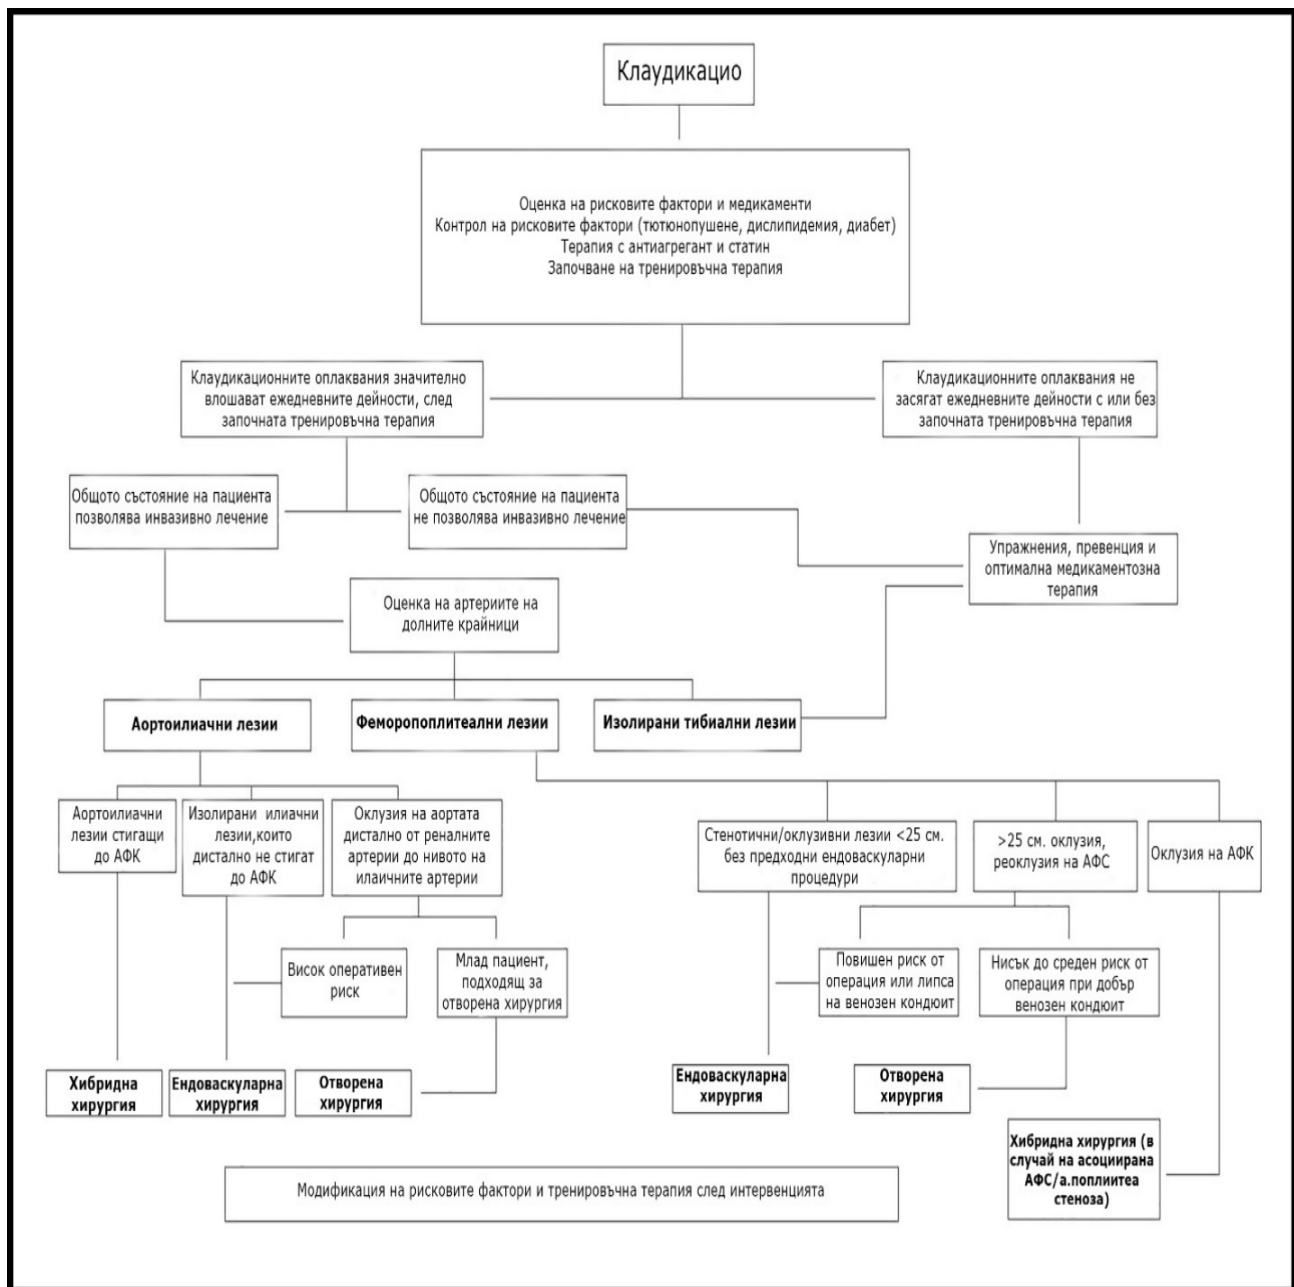 Клаудикацио
Оценка на рисковите фактори и медикаменти
Контрол на рисковите фактори (тютюнопушене, дислипидемия, диабет)
Терапия с антиагрегант и статин
Започване на тренировъчна терапия
Клаудикационните оплаквания значително
влошават ежедневните дейности, след
започната тренировъчна терапия
Клаудикационните оплаквания не
засягат ежедневните дейности с или без
започната тренировъчна терапия
Общото състояние на пациента
позволява инвазивно лечение
Общото състояние на пациента
не позволява инвазивно лечение
Упражнения, превенция и
оптимална медикаментозна
терапия
Оценка на артериите на
долните крайници
Аортоилиачни лезии
Феморопоплитеални лезии
Изолирани тибиални лезии
Аортоилиачни
лезии стигащи
до АФК
Изолирани илиачни
лезии,които
дистално не стигат
до АФК
Оклузия на аортата
дистално от реналните
артерии до нивото на
илаичните артерии
Стенотични/оклузивни лезии <25 см.
без предходни ендоваскуларни
процедури
>25 см. оклузия,
реоклузия на АФС
Оклузия на АФК
Висок оперативен
риск
Млад пациент,
подходящ за
отворена хирургия
Повишен риск от
операция или липса
на венозен кондюит
Нисък до среден риск от
операция при добър
венозен кондюит
Хибридна
хирургия
Ендоваскуларна
хирургия
Отворена
хирургия
Ендоваскуларна
хирургия
Отворена
хирургия
Хибридна хирургия (в
случай на асоциирана
АФС/а.поплиитеа
стеноза)
Модификация на рисковите фактори и тренировъчна терапия след интервенцията